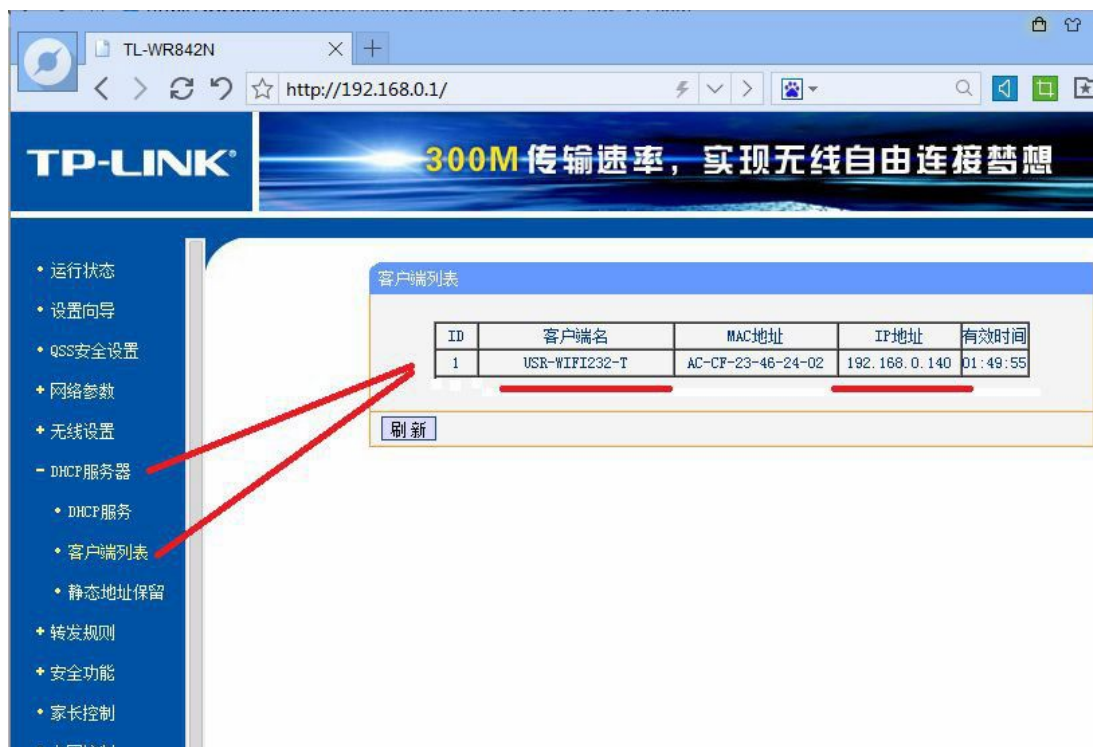 TL-WR842N
http://192.168.0.1/
TP-LINK®
300M 传输速率，实现无线自由连接梦想
• 运行状态
• 设置向导
• QSS安全设置
+ 网络参数
+ 无线设置
- DHCP服务器
• DHCP服务
• 客户端列表
• 静态地址保留
+ 转发规则
+ 安全功能
• 家长控制
客户端列表
ID 客户端名 MAC地址 IP地址 有效时间
1 USR-WIFI232-T AC-CF-23-46-24-02 192.168.0.140 01:49:55
刷新